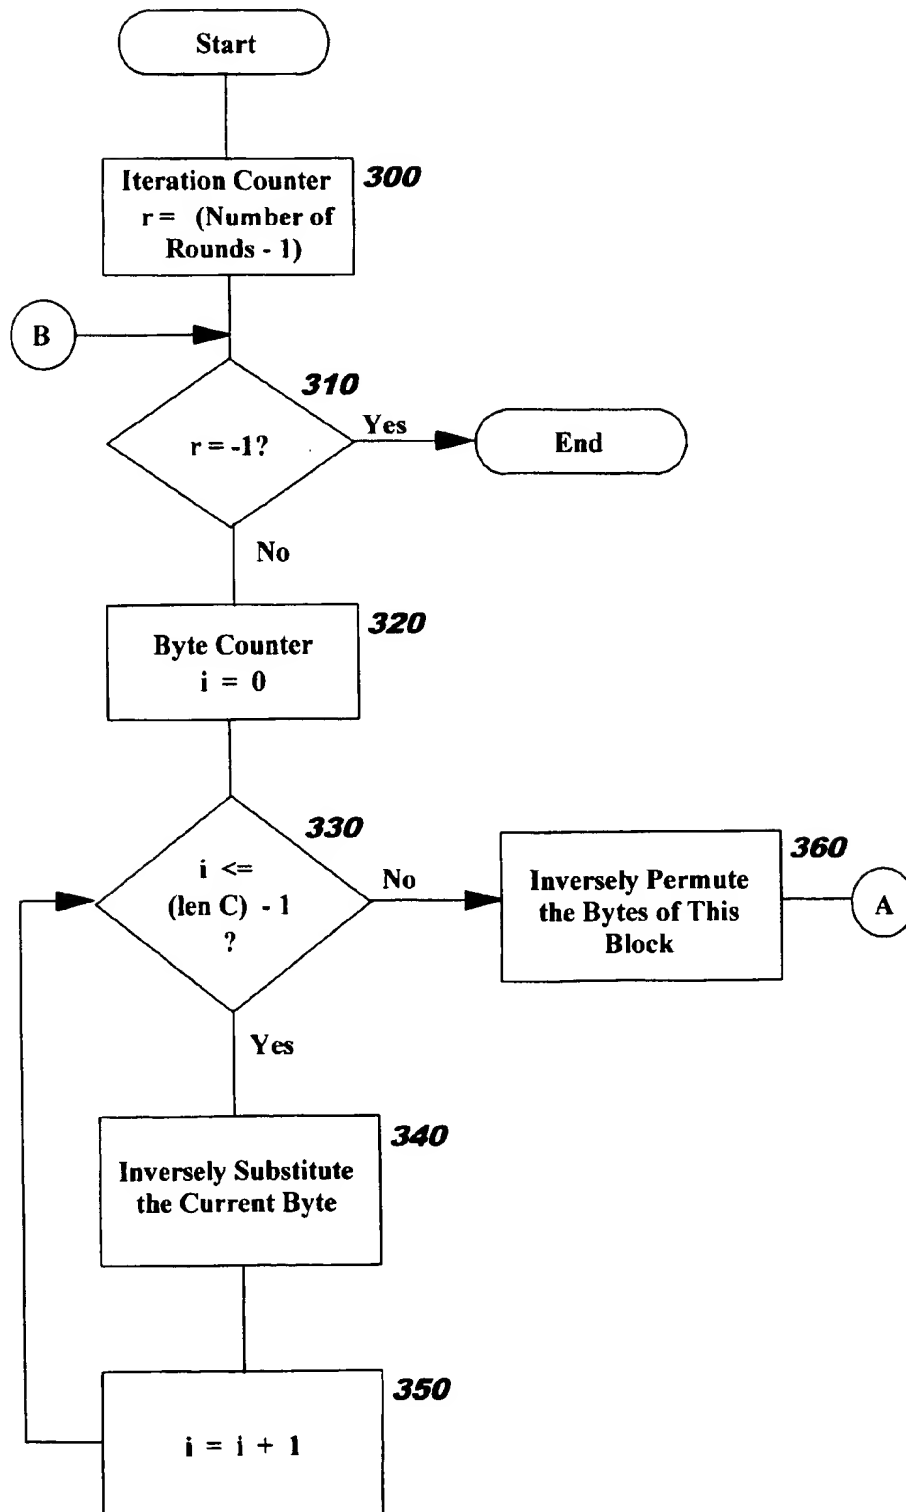 Start
300
Iteration Counter
r = (Number of
Rounds - 1)
B
310
r = -1?
Yes
End
No
320
Byte Counter
i = 0
330
i <=
(len C) - 1
?
No
360
Inversely Permute
the Bytes of This
Block
A
Yes
340
Inversely Substitute
the Current Byte
350
i = i + 1